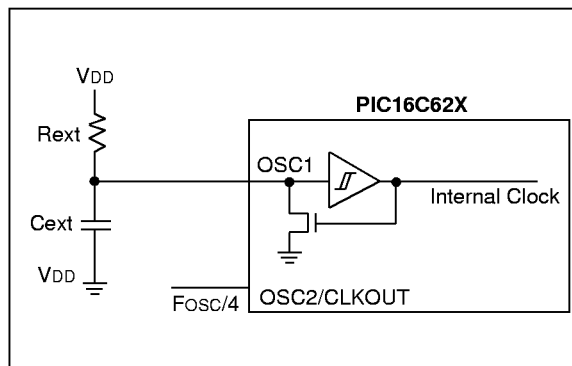 VDD
PIC16C62X
Rext
OSC1
Internal Clock
Cext
VDD
FOSC/4
OSC2/CLKOUT